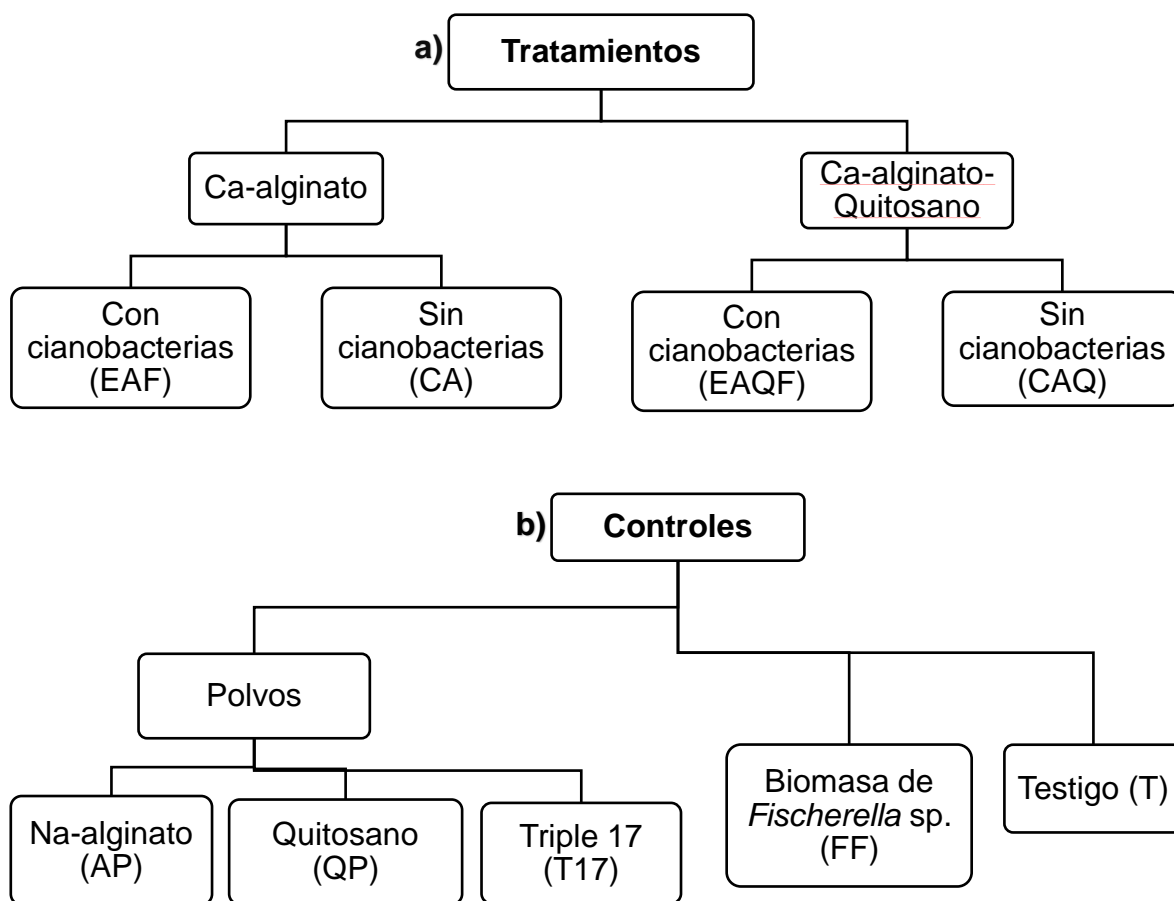 a)
Tratamientos
Ca-alginato
Ca-alginato-
Quitosano
Con
cianobacterias
(EAF)
Sin
cianobacterias
(CA)
Con
cianobacterias
(EAQF)
Sin
cianobacterias
(CAQ)
b)
Controles
Polvos
Na-alginato
(AP)
Quitosano
(QP)
Triple 17
(T17)
Biomasa de
Fischerella sp.
(FF)
Testigo (T)